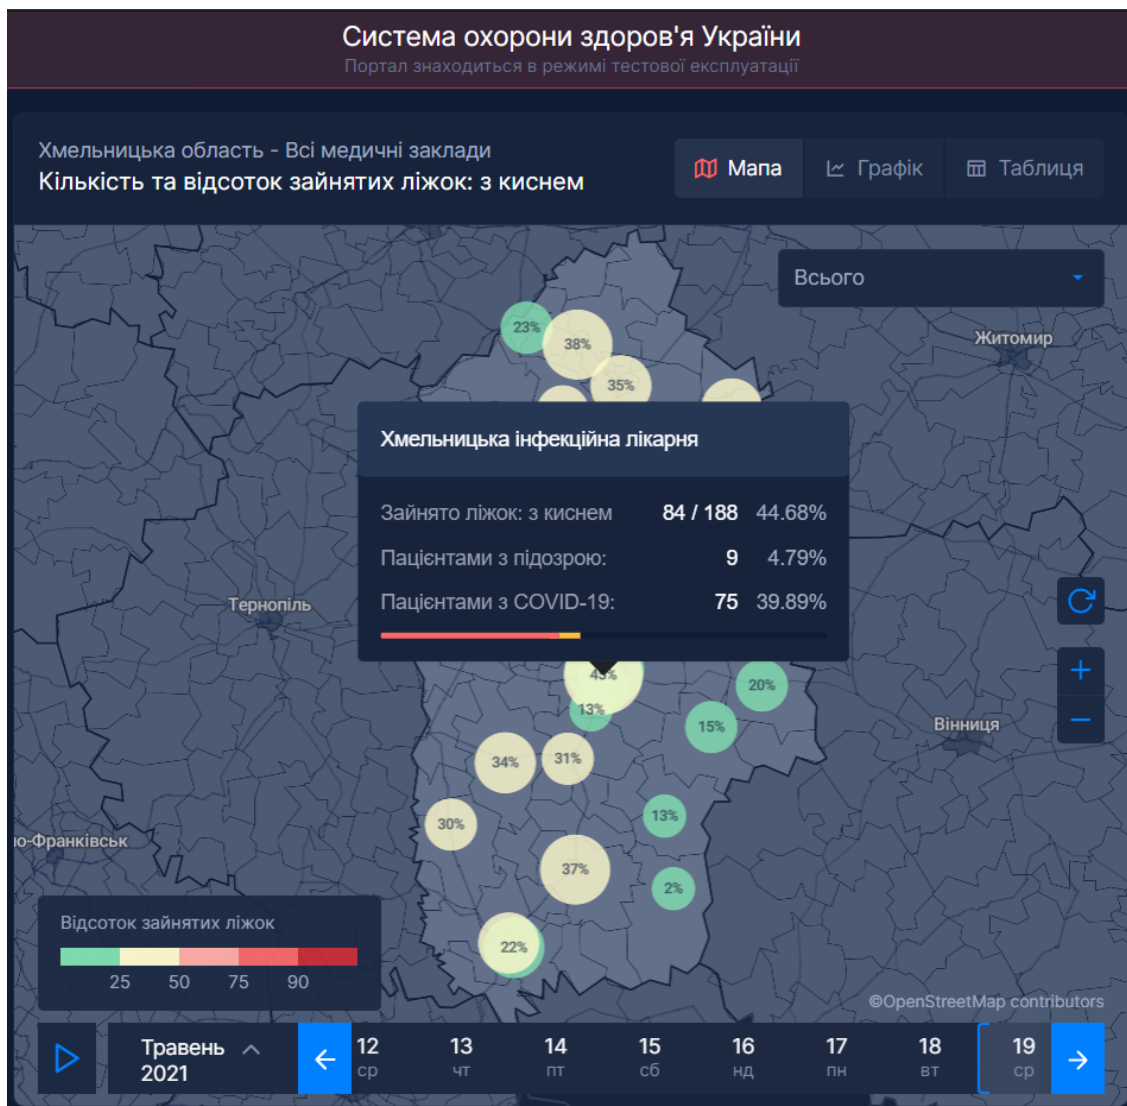 Система охорони здоров'я України
Портал знаходиться в режимі тестової експлуатації
Хмельницька область - Всі медичні заклади
Кількість та відсоток зайнятих ліжок: з киснем
Мапа
Графік
Таблиця
Всього
Житомир
23%
38%
35%
Хмельницька інфекційна лікарня
Зайнято ліжок: з киснем 84 / 188 44.68%
Пацієнтами з підозрою: 9 4.79%
Пацієнтами з COVID-19: 75 39.89%
Тернопіль
20%
13%
15%
Вінниця
34%
31%
30%
13%
но-Франківськ
37%
2%
22%
Відсоток зайнятих ліжок
25 50 75 90
©OpenStreetMap contributors
Травень 12 13 14 15 16 17 18 19
2021 ср чт пт сб нд пн вт ср